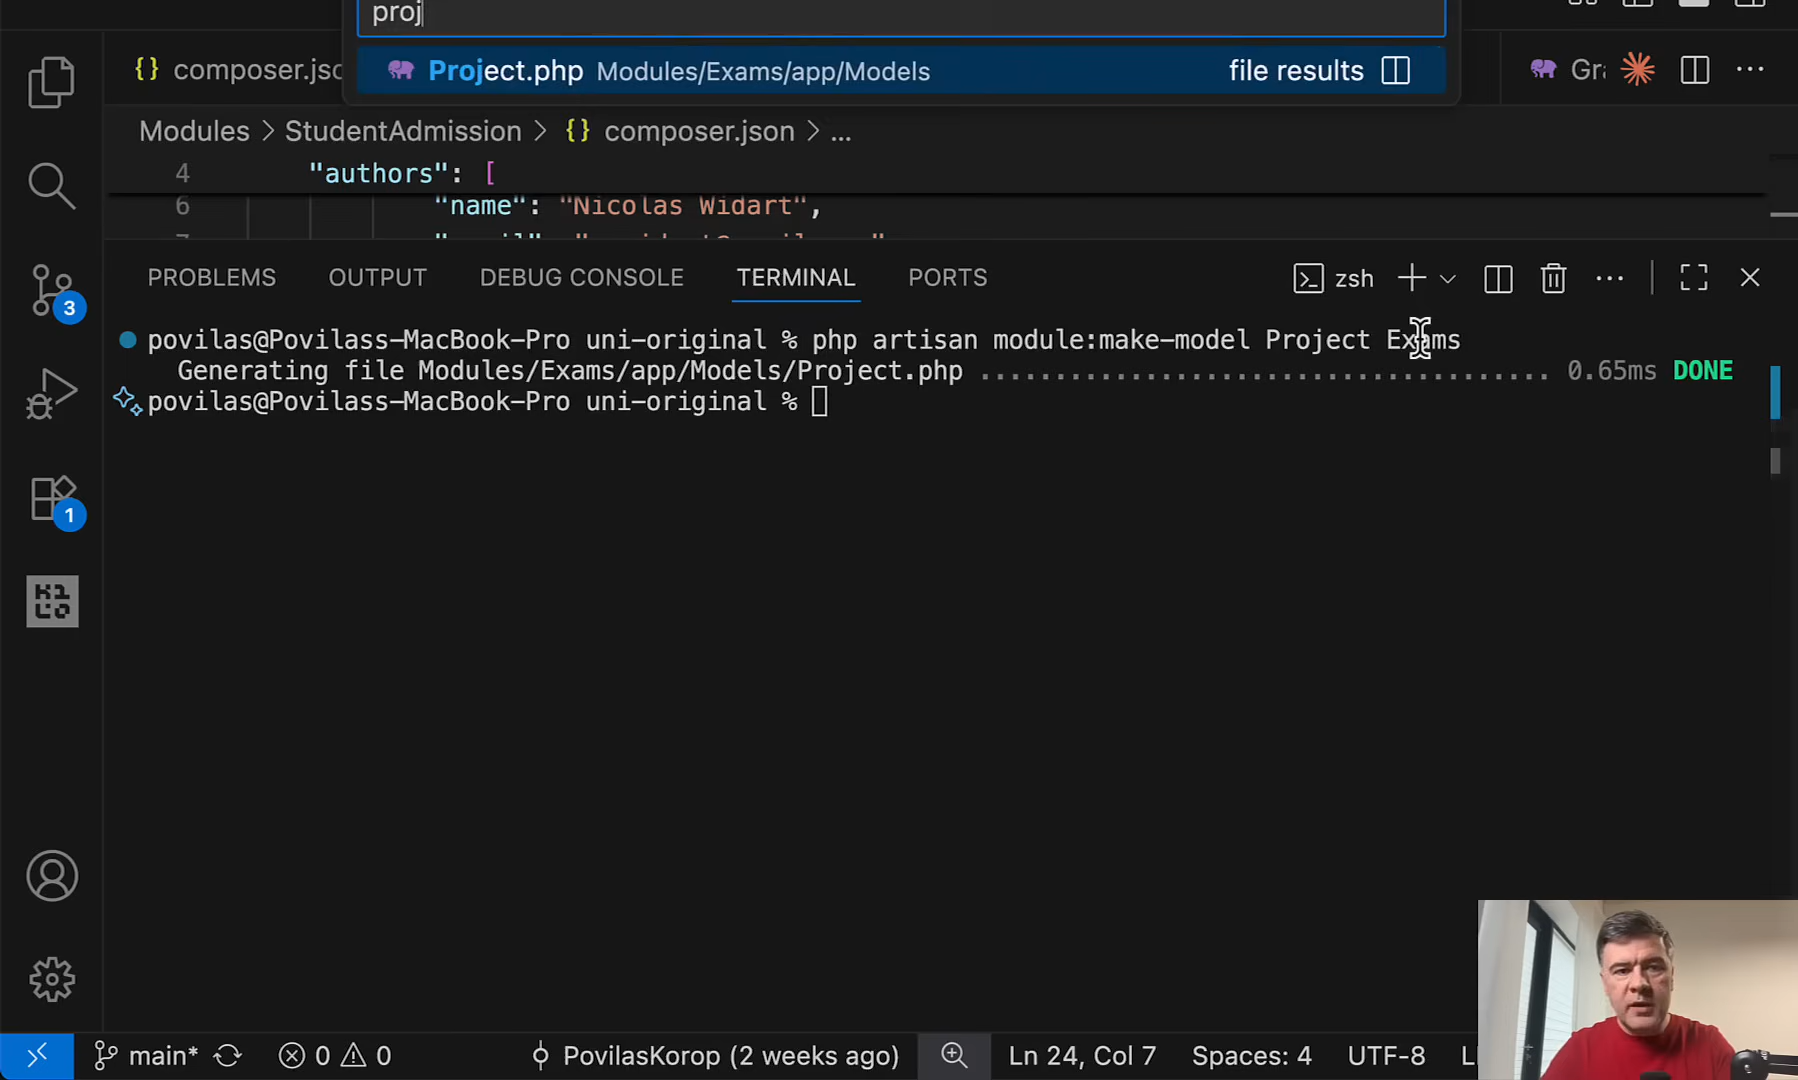 proj
Project.php Modules/Exams/app/Models file results
composer.jsc
Gr
Modules > StudentAdmission > {} composer.json > ...
4 "authors": [
6 "name": "Nicolas Widart",
PROBLEMS OUTPUT DEBUG CONSOLE TERMINAL PORTS
zsh
povilas@Povilass-MacBook-Pro uni-original % php artisan module:make-model Project Exams
Generating file Modules/Exams/app/Models/Project.php ...................................... 0.65ms DONE
povilas@Povilass-MacBook-Pro uni-original %
3
1
main* 0 0 PovilasKorop (2 weeks ago) Ln 24, Col 7 Spaces: 4 UTF-8